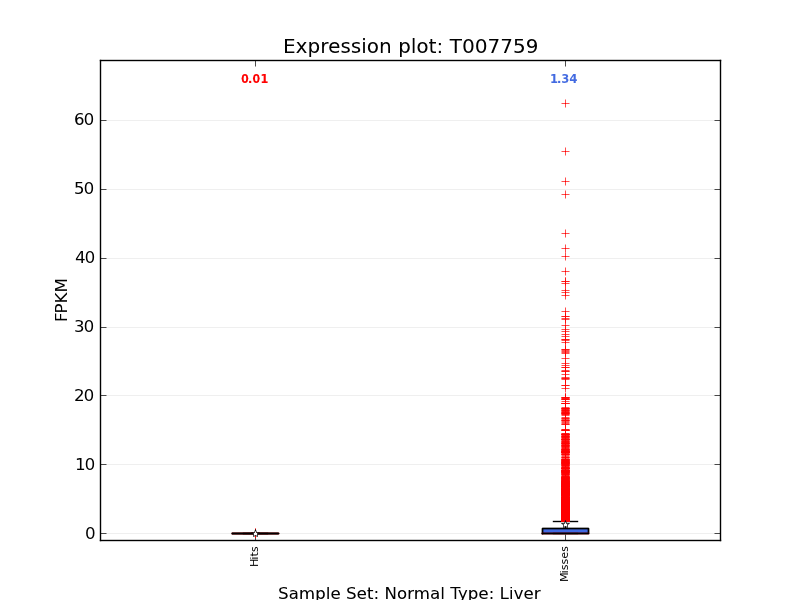 Expression plot: T007759
0.01
1.34
60
50
40
30
20
10
0
FPKM
Hits
Misses
Sample Set: Normal Type: Liver